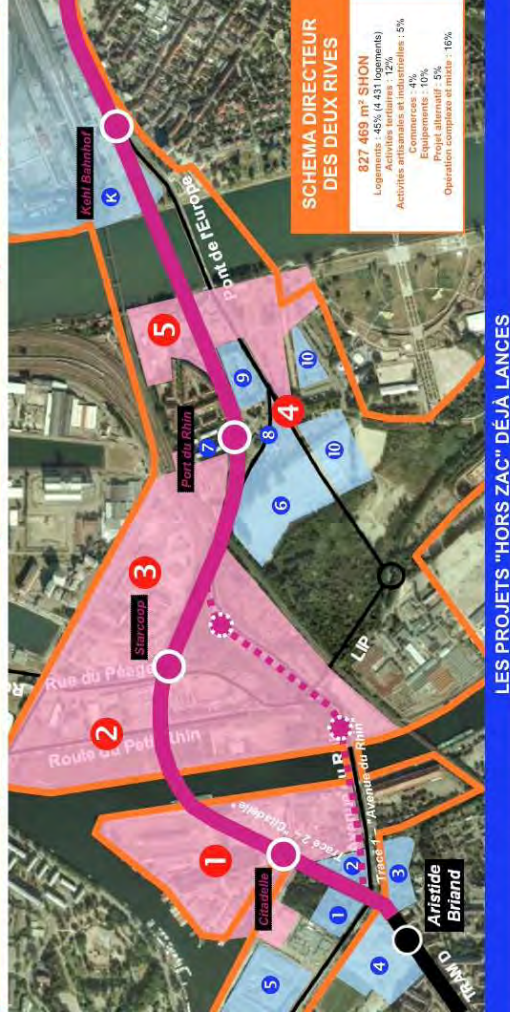 SCHEMA DIRECTEUR
DES DEUX RIVES
827 469 m² SHON
Logements : 45% (4 431 logements)
Activités tertiaires : 12%
Activités artisanales et industrielles : 5%
Commerces : 4%
Equipements : 10%
Projet alternatif : 5%
Opération complexe et mixte : 16%
Kehl Bahnhof
K
Pont de l'Europe
5
Port du Rhin
7
8
9
4
10
10
6
3
Starcoop
Rue du Péage
2
Route du Petit Rhin
LIP
1
Citadelle
Tracé 2 – "Citadelle"
Tracé 1 – "Avenue du Rhin
1
2
3
4
5
Aristide
Briand
TRAM D
LES PROJETS "HORS ZAC" DÉJÀ LANCES